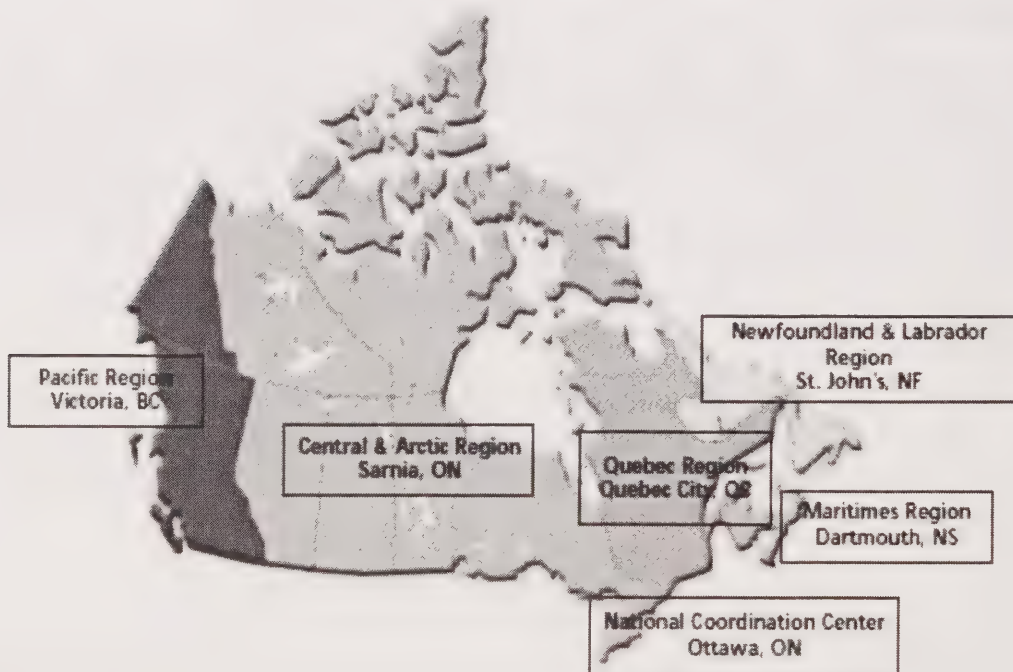 Newfoundland & Labrador
Region
St. John's, NF
Pacific Region
Victoria, BC
Central & Arctic Region
Sarnia, ON
Quebec Region
Quebec City, QB
Maritimes Region
Dartmouth, NS
National Coordination Center
Ottawa, ON